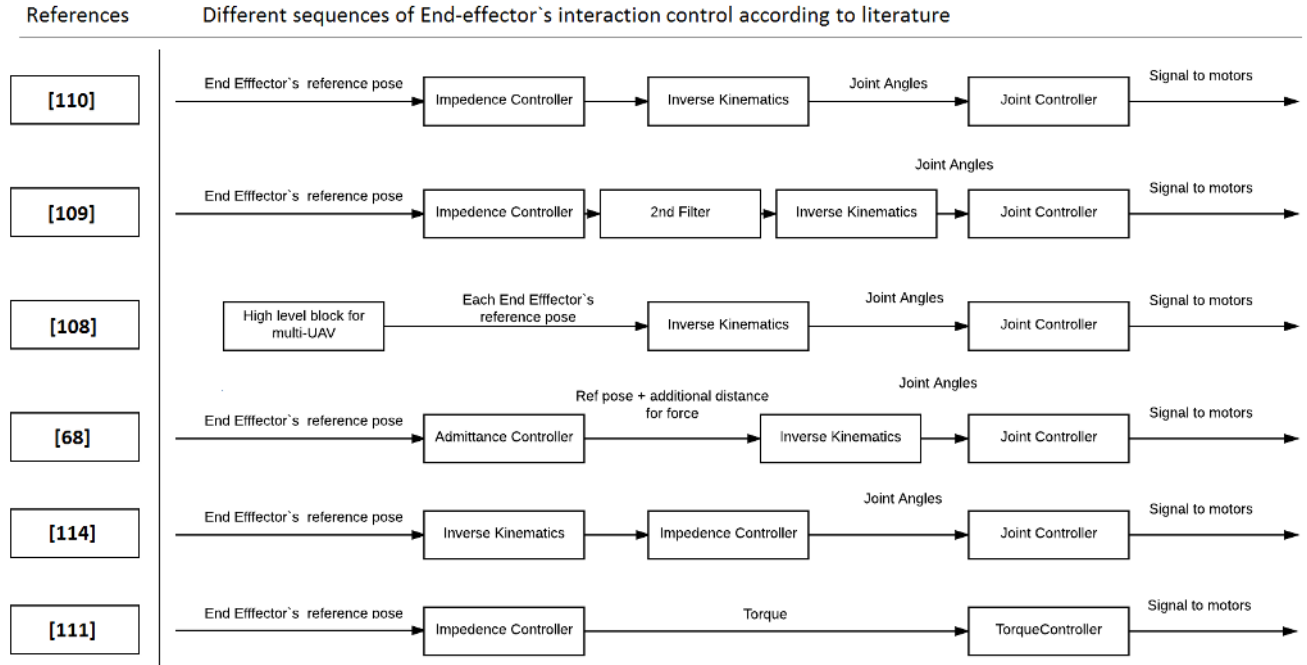 References
Different sequences of End-effector`s interaction control according to literature
[110]
End Efffector`s reference pose
Impedence Controller
Inverse Kinematics
Joint Angles
Joint Controller
Signal to motors
[109]
End Efffector`s reference pose
Impedence Controller
2nd Filter
Inverse Kinematics
Joint Angles
Joint Controller
Signal to motors
[108]
High level block for
multi-UAV
Each End Efffector`s
reference pose
Inverse Kinematics
Joint Angles
Joint Controller
Signal to motors
[68]
End Efffector`s reference pose
Admittance Controller
Ref pose + additional distance
for force
Inverse Kinematics
Joint Angles
Joint Controller
Signal to motors
[114]
End Efffector`s reference pose
Inverse Kinematics
Impedence Controller
Joint Angles
Joint Controller
Signal to motors
[111]
End Efffector`s reference pose
Impedence Controller
Torque
TorqueController
Signal to motors